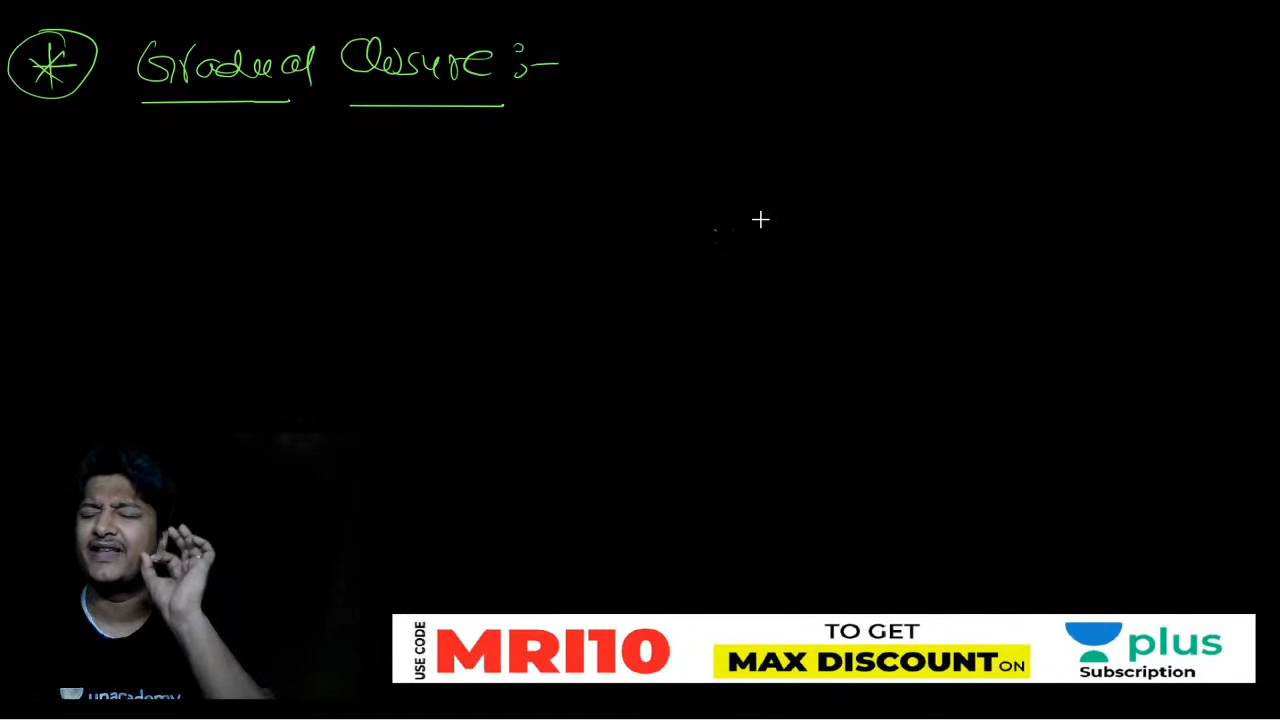 * Gradual Closure :-
USE CODE
MRI10
TO GET
MAX DISCOUNT ON
plus
Subscription
unacademy